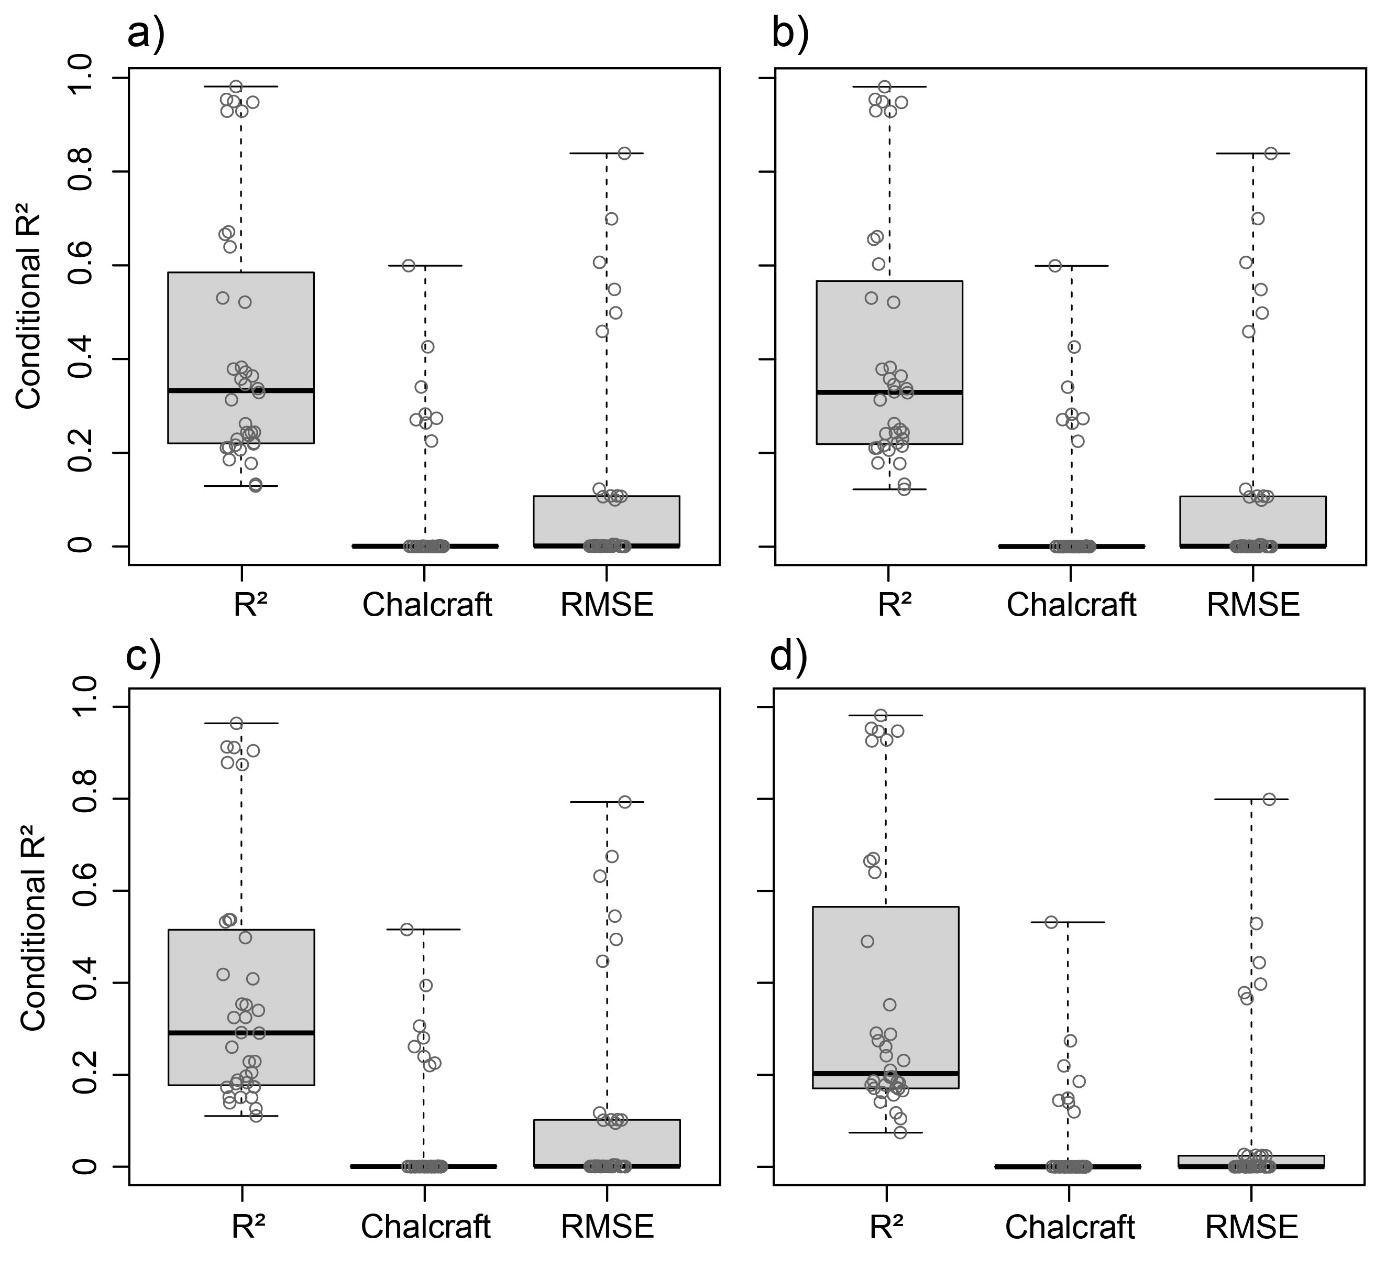 a)
b)
Conditional R²
1.0
0.8
0.6
0.4
0.2
0
R² Chalcraft RMSE
R² Chalcraft RMSE
c)
d)
Conditional R²
1.0
0.8
0.6
0.4
0.2
0
R² Chalcraft RMSE
R² Chalcraft RMSE